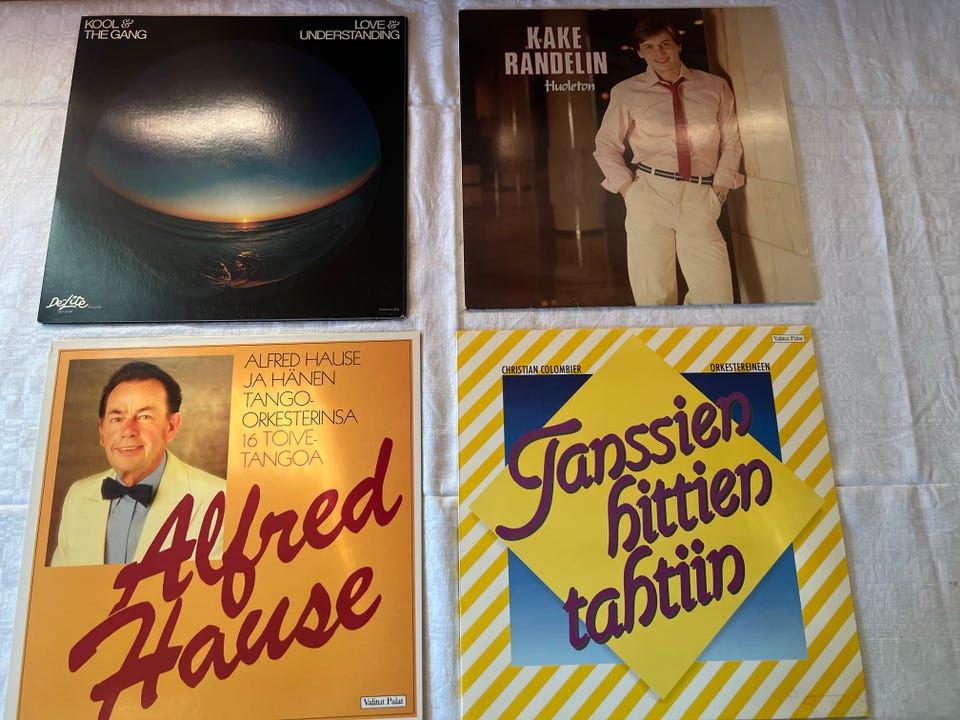 KOOL &
THE GANG
LOVE &
UNDERSTANDING
De-Lite
KAKE
RANDELIN
Huoleton
ALFRED HAUSE
JA HÄNEN
TANGO-
ORKESTERINSA
16 TOIVE-
TANGOA
Alfred
Hause
Valitut Palat
Valitut Palat
CHRISTIAN COLOMBIER
ORKESTEREINEEN
Tanssien
hittien
tahtiin